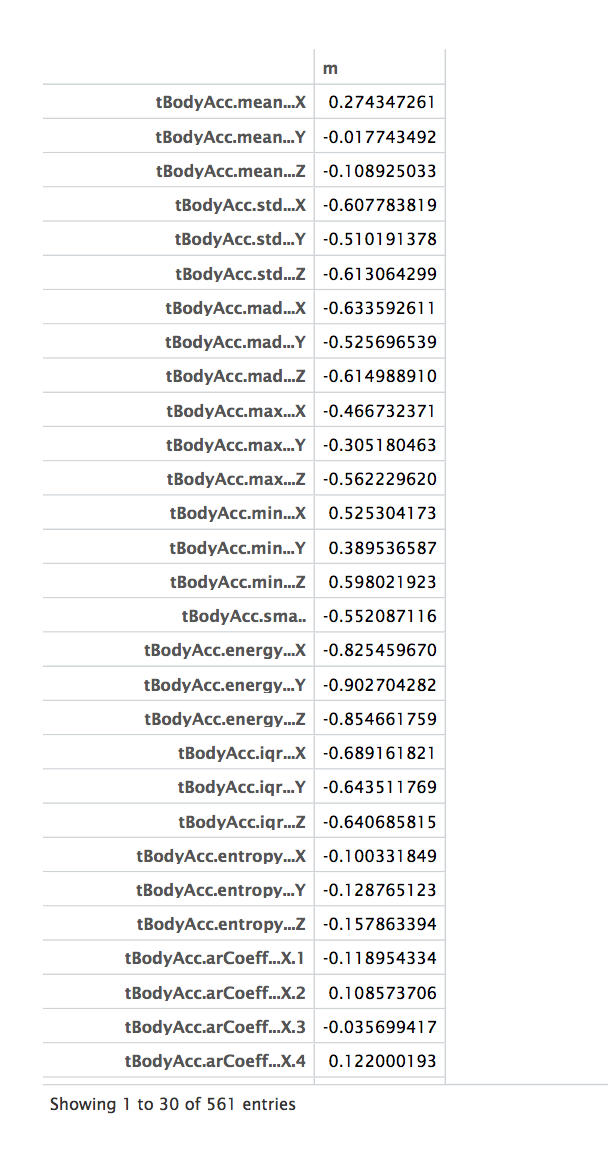 m
tBodyAcc.mean...X 0.274347261
tBodyAcc.mean...Y -0.017743492
tBodyAcc.mean...Z -0.108925033
tBodyAcc.std...X -0.607783819
tBodyAcc.std...Y -0.510191378
tBodyAcc.std...Z -0.613064299
tBodyAcc.mad...X -0.633592611
tBodyAcc.mad...Y -0.525696539
tBodyAcc.mad...Z -0.614988910
tBodyAcc.max...X -0.466732371
tBodyAcc.max...Y -0.305180463
tBodyAcc.max...Z -0.562229620
tBodyAcc.min...X 0.525304173
tBodyAcc.min...Y 0.389536587
tBodyAcc.min...Z 0.598021923
tBodyAcc.sma.. -0.552087116
tBodyAcc.energy...X -0.825459670
tBodyAcc.energy...Y -0.902704282
tBodyAcc.energy...Z -0.854661759
tBodyAcc.iqr...X -0.689161821
tBodyAcc.iqr...Y -0.643511769
tBodyAcc.iqr...Z -0.640685815
tBodyAcc.entropy...X -0.100331849
tBodyAcc.entropy...Y -0.128765123
tBodyAcc.entropy...Z -0.157863394
tBodyAcc.arCoeff...X.1 -0.118954334
tBodyAcc.arCoeff...X.2 0.108573706
tBodyAcc.arCoeff...X.3 -0.035699417
tBodyAcc.arCoeff...X.4 0.122000193
Showing 1 to 30 of 561 entries